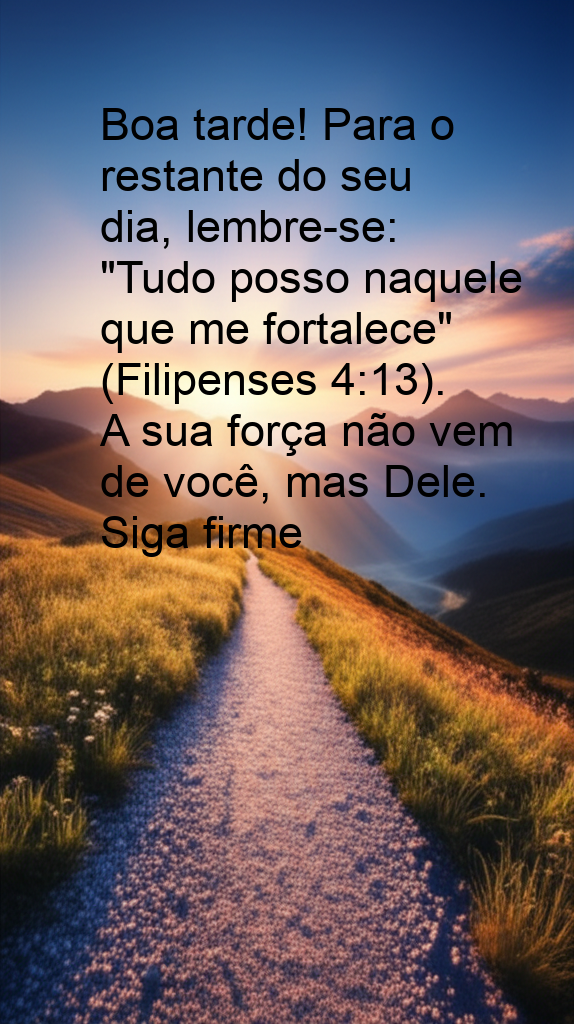 Boa tarde! Para o
restante do seu
dia, lembre-se:
"Tudo posso naquele
que me fortalece"
(Filipenses 4:13).
A sua força não vem
de você, mas Dele.
Siga firme